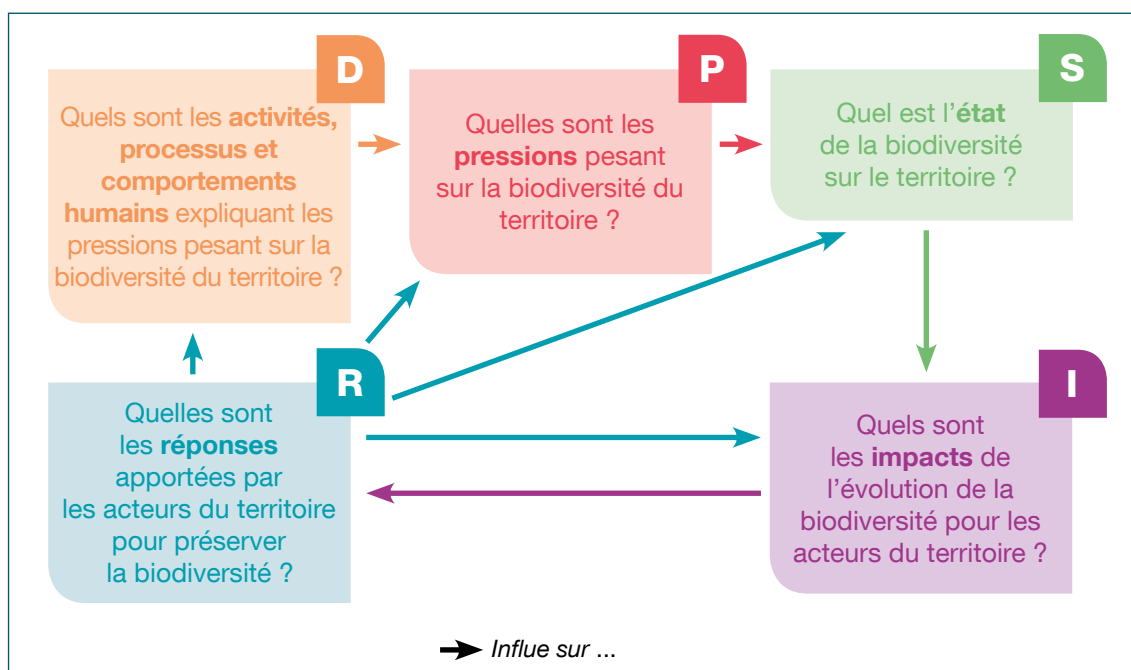 D
Quels sont les activités,
processus et
comportements
humains expliquant les
pressions pesant sur la
biodiversité du territoire ?
P
Quelles sont les
pressions pesant
sur la biodiversité du
territoire ?
S
Quel est l'état
de la biodiversité
sur le territoire ?
R
Quelles sont
les réponses
apportées par
les acteurs du territoire
pour préserver
la biodiversité ?
I
Quels sont
les impacts de
l'évolution de la
biodiversité pour les
acteurs du territoire ?
Influe sur ...